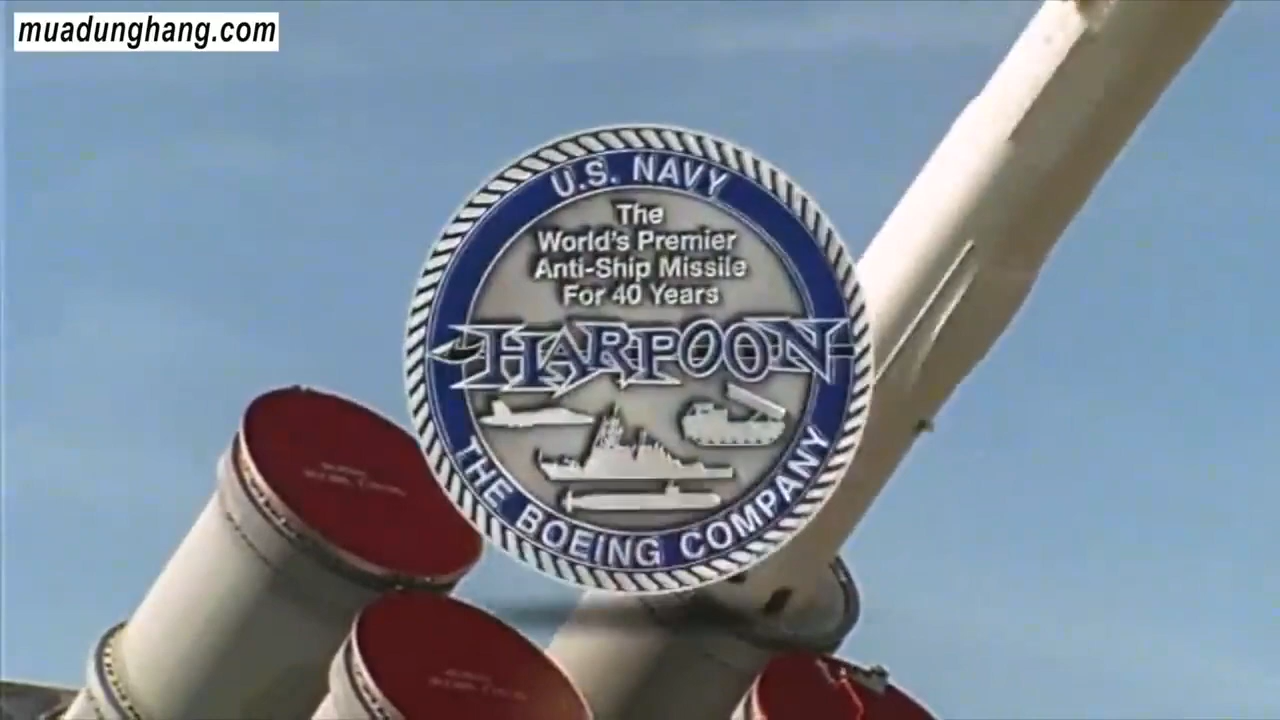 muadunghang.com
U.S. NAVY
The
World's Premier
Anti-Ship Missile
For 40 Years
HARPOON
THE BOEING COMPANY